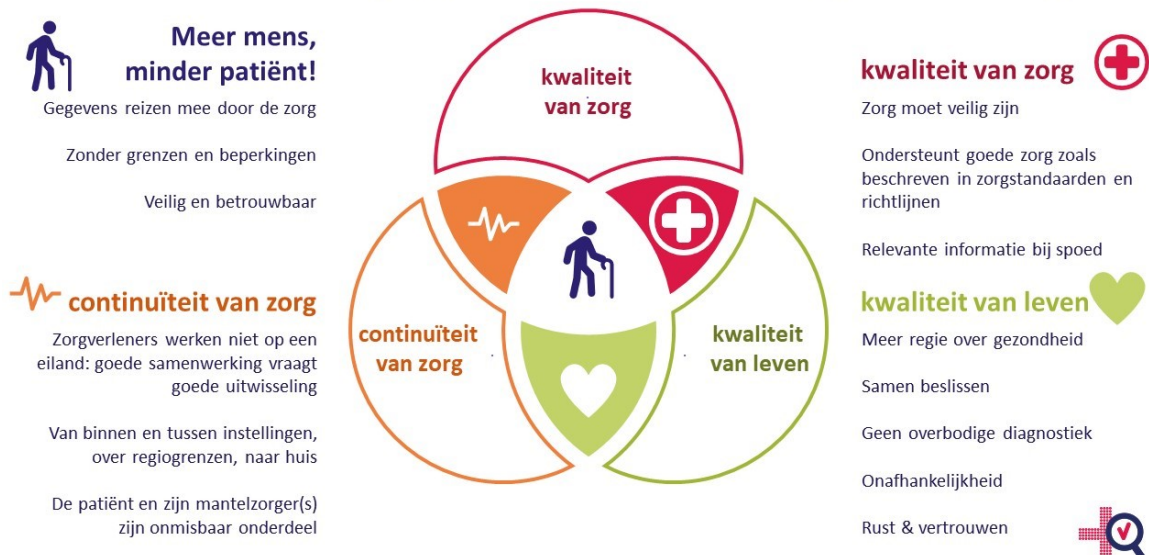 Meer mens,
minder patiënt!
Gegevens reizen mee door de zorg
Zonder grenzen en beperkingen
Veilig en betrouwbaar
continuïteit van zorg
Zorgverleners werken niet op een
eiland: goede samenwerking vraagt
goede uitwisseling
Van binnen en tussen instellingen,
over regiogrenzen, naar huis
De patiënt en zijn mantelzorger(s)
zijn onmisbaar onderdeel
kwaliteit
van zorg
continuïteit
van zorg
kwaliteit
van leven
kwaliteit van zorg
Zorg moet veilig zijn
Ondersteunt goede zorg zoals
beschreven in zorgstandaarden en
richtlijnen
Relevante informatie bij spoed
kwaliteit van leven
Meer regie over gezondheid
Samen beslissen
Geen overbodige diagnostiek
Onafhankelijkheid
Rust & vertrouwen